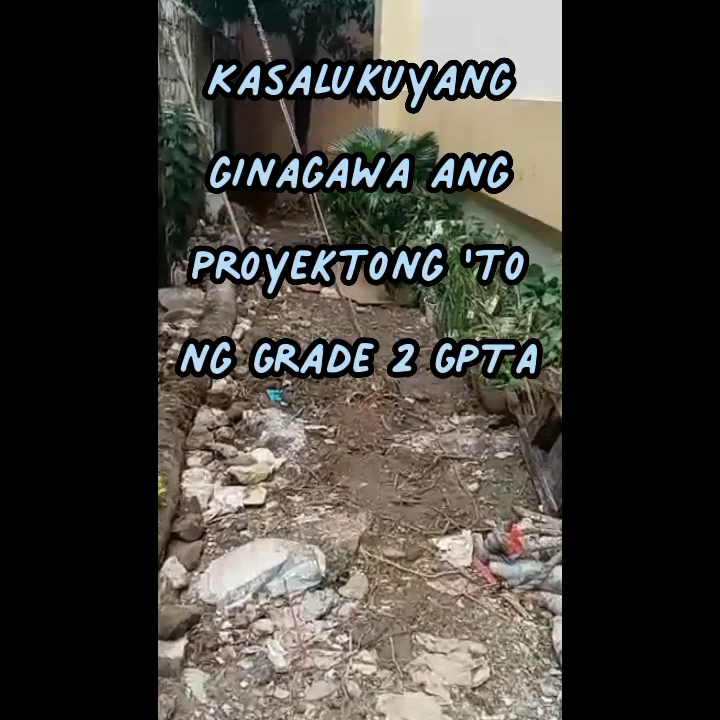 KASALUKUYANG
GINAGAWA ANG
PROYEKTONG 'TO
NG GRADE 2 GPTA